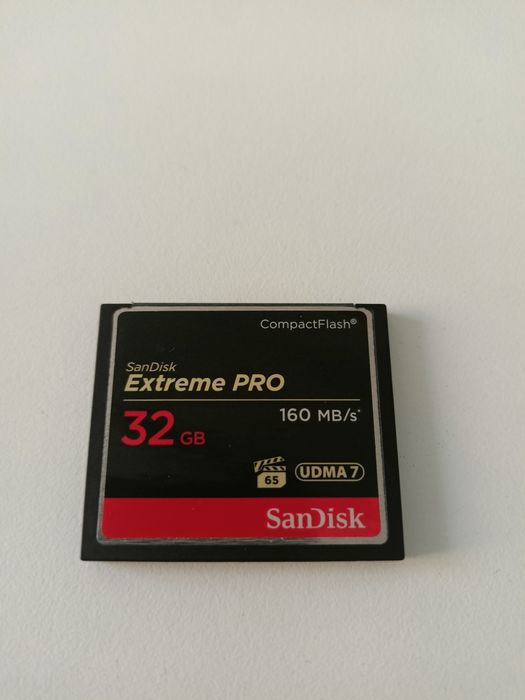 CompactFlash®
SanDisk
Extreme PRO
160 MB/s*
32 GB
65 UDMA 7
SanDisk